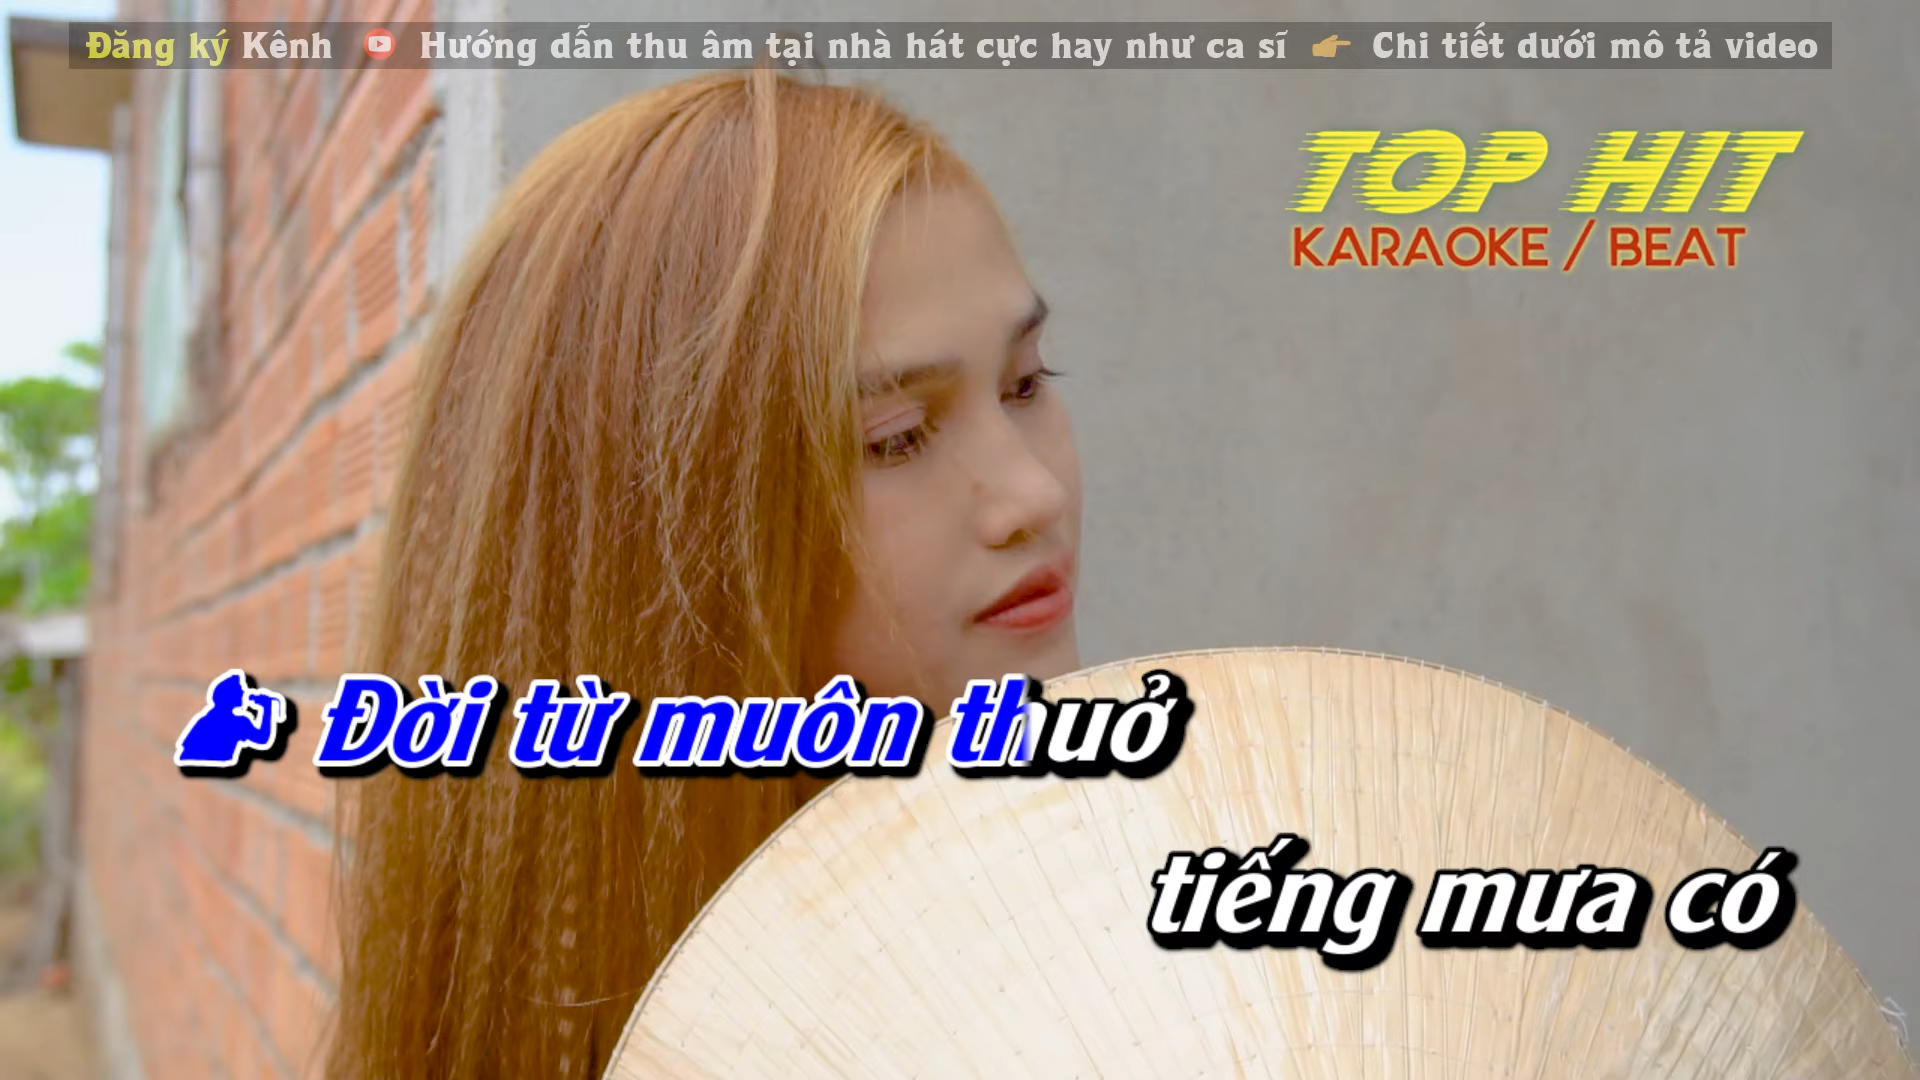 Đăng ký Kênh Hướng dẫn thu âm tại nhà hát cực hay như ca sĩ 👉 Chi tiết dưới mô tả video
TOP HIT
KARAOKE / BEAT
Đời từ muôn thuở
tiếng mưa có